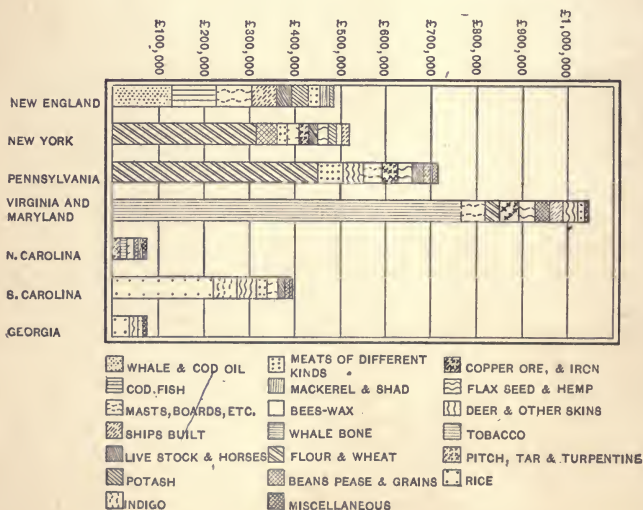 £100,000 £200,000 £300,000 £400,000 £500,000 £600,000 £700,000 £800,000 £900,000 £1,000,000
NEW ENGLAND
NEW YORK
PENNSYLVANIA
VIRGINIA AND
MARYLAND
N. CAROLINA
S. CAROLINA
GEORGIA
WHALE & COD OIL
COD FISH
MASTS, BOARDS, ETC.
SHIPS BUILT
LIVE STOCK & HORSES
POTASH
INDIGO
MEATS OF DIFFERENT
KINDS
MACKEREL & SHAD
BEES-WAX
WHALE BONE
FLOUR & WHEAT
BEANS PEASE & GRAINS
MISCELLANEOUS
COPPER ORE, & IRON
FLAX SEED & HEMP
DEER & OTHER SKINS
TOBACCO
PITCH, TAR & TURPENTINE
RICE